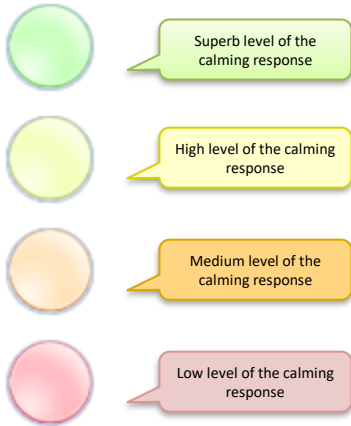 Superb level of the
calming response
High level of the calming
response
Medium level of the
calming response
Low level of the calming
response